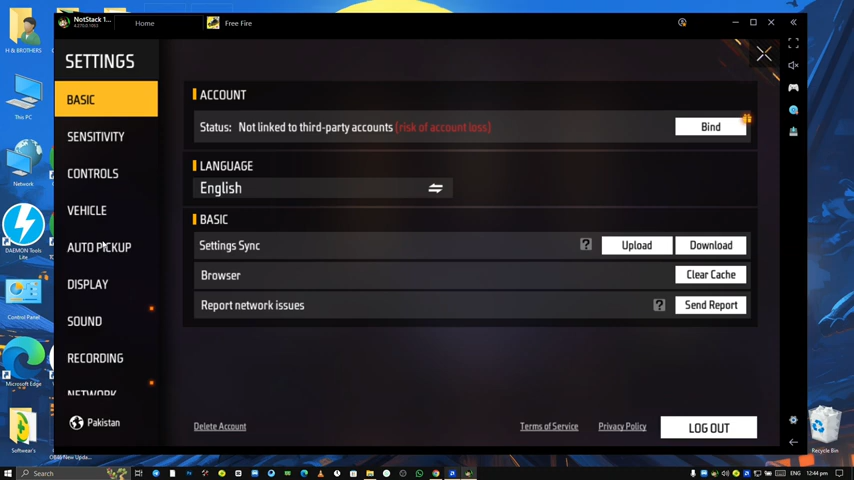 NotStack 1...
Home
Free Fire
H & BROTHERS
This PC
Network
DAEMON Tools
Lite
Control Panel
Microsoft Edge
Softwear's
Recycle Bin
SETTINGS
BASIC
SENSITIVITY
CONTROLS
VEHICLE
AUTO PICKUP
DISPLAY
SOUND
RECORDING
NETWORK
Pakistan
ACCOUNT
Status: Not linked to third-party accounts (risk of account loss)
Bind
LANGUAGE
English
BASIC
Settings Sync ? Upload Download
Browser Clear Cache
Report network issues ? Send Report
Delete Account
Terms of Service Privacy Policy LOG OUT
Search
ENG 12:44 pm